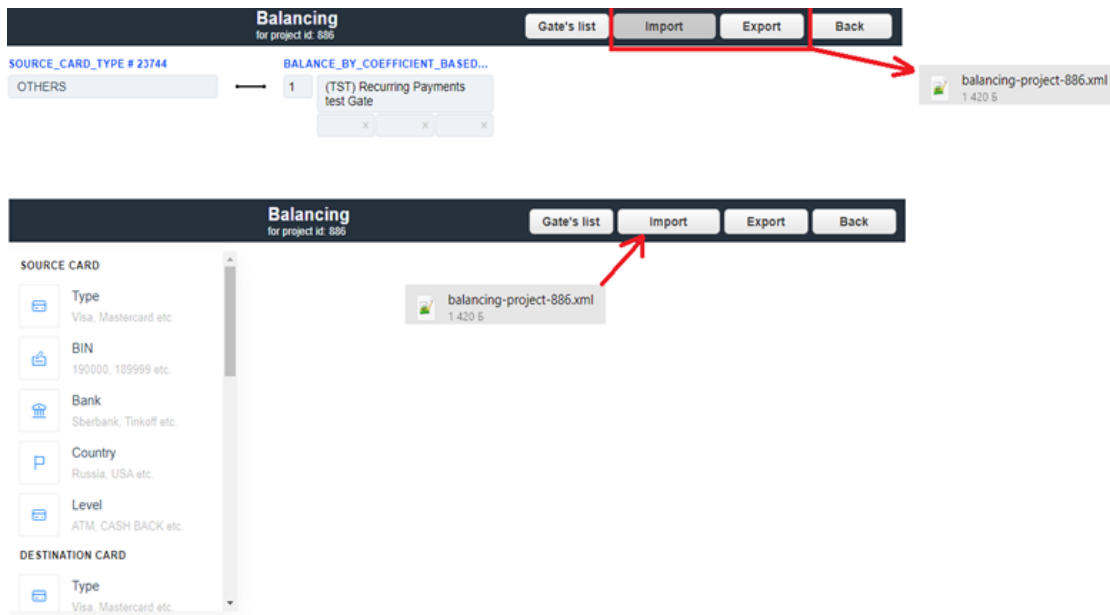 Balancing
for project id: 886
Gate's list
Import
Export
Back
SOURCE_CARD_TYPE # 23744
BALANCE_BY_COEFFICIENT_BASED...
OTHERS
1
(TST) Recurring Payments
test Gate
× × ×
balancing-project-886.xml
1 420 Б
Balancing
for project id: 886
Gate's list
Import
Export
Back
SOURCE CARD
Type
Visa, Mastercard etc.
BIN
190000, 189999 etc.
Bank
Sberbank, Tinkoff etc.
Country
Russia, USA etc.
Level
ATM, CASH BACK etc.
DESTINATION CARD
Type
Visa, Mastercard etc.
balancing-project-886.xml
1 420 Б